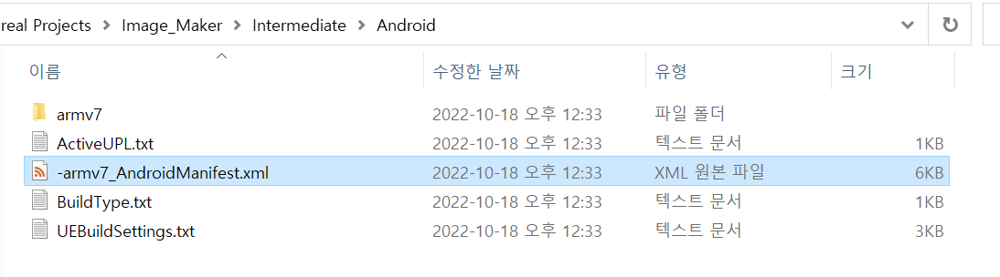 real Projects > Image_Maker > Intermediate > Android
이름 수정한 날짜 유형 크기
armv7 2022-10-18 오후 12:33 파일 폴더
ActiveUPL.txt 2022-10-18 오후 12:33 텍스트 문서 1KB
-armv7_AndroidManifest.xml 2022-10-18 오후 12:33 XML 원본 파일 6KB
BuildType.txt 2022-10-18 오후 12:33 텍스트 문서 1KB
UEBuildSettings.txt 2022-10-18 오후 12:33 텍스트 문서 3KB